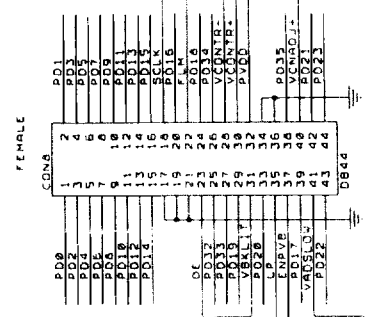 FEMALE
CON8
PD1
PD3
PD5
PD7
PD9
PD11
PD13
PD15
SCLK
PD16
FLM
PD18
PD34
VCONTR-
VCONTR+
PVDD
PD35
VCNADJ+
PD21
PD23
2
4
6
8
10
12
14
16
18
20
22
24
26
28
30
32
34
36
38
40
42
44
1
3
5
7
9
11
13
15
17
19
21
23
25
27
29
31
33
35
37
39
41
43
DB44
PD0
PD2
PD4
PD6
PD8
PD10
PD12
PD14
DE
PD32
PD33
PD19
VBKLIT
PD20
LP
ENPVB
PD17
VADSLOW
PD22